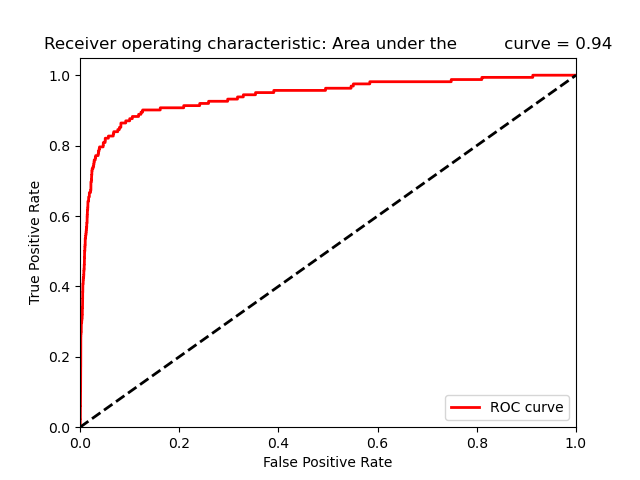 Receiver operating characteristic: Area under the         curve = 0.94
1.0
0.8
0.6
0.4
0.2
0.0
True Positive Rate
ROC curve
0.0 0.2 0.4 0.6 0.8 1.0
False Positive Rate